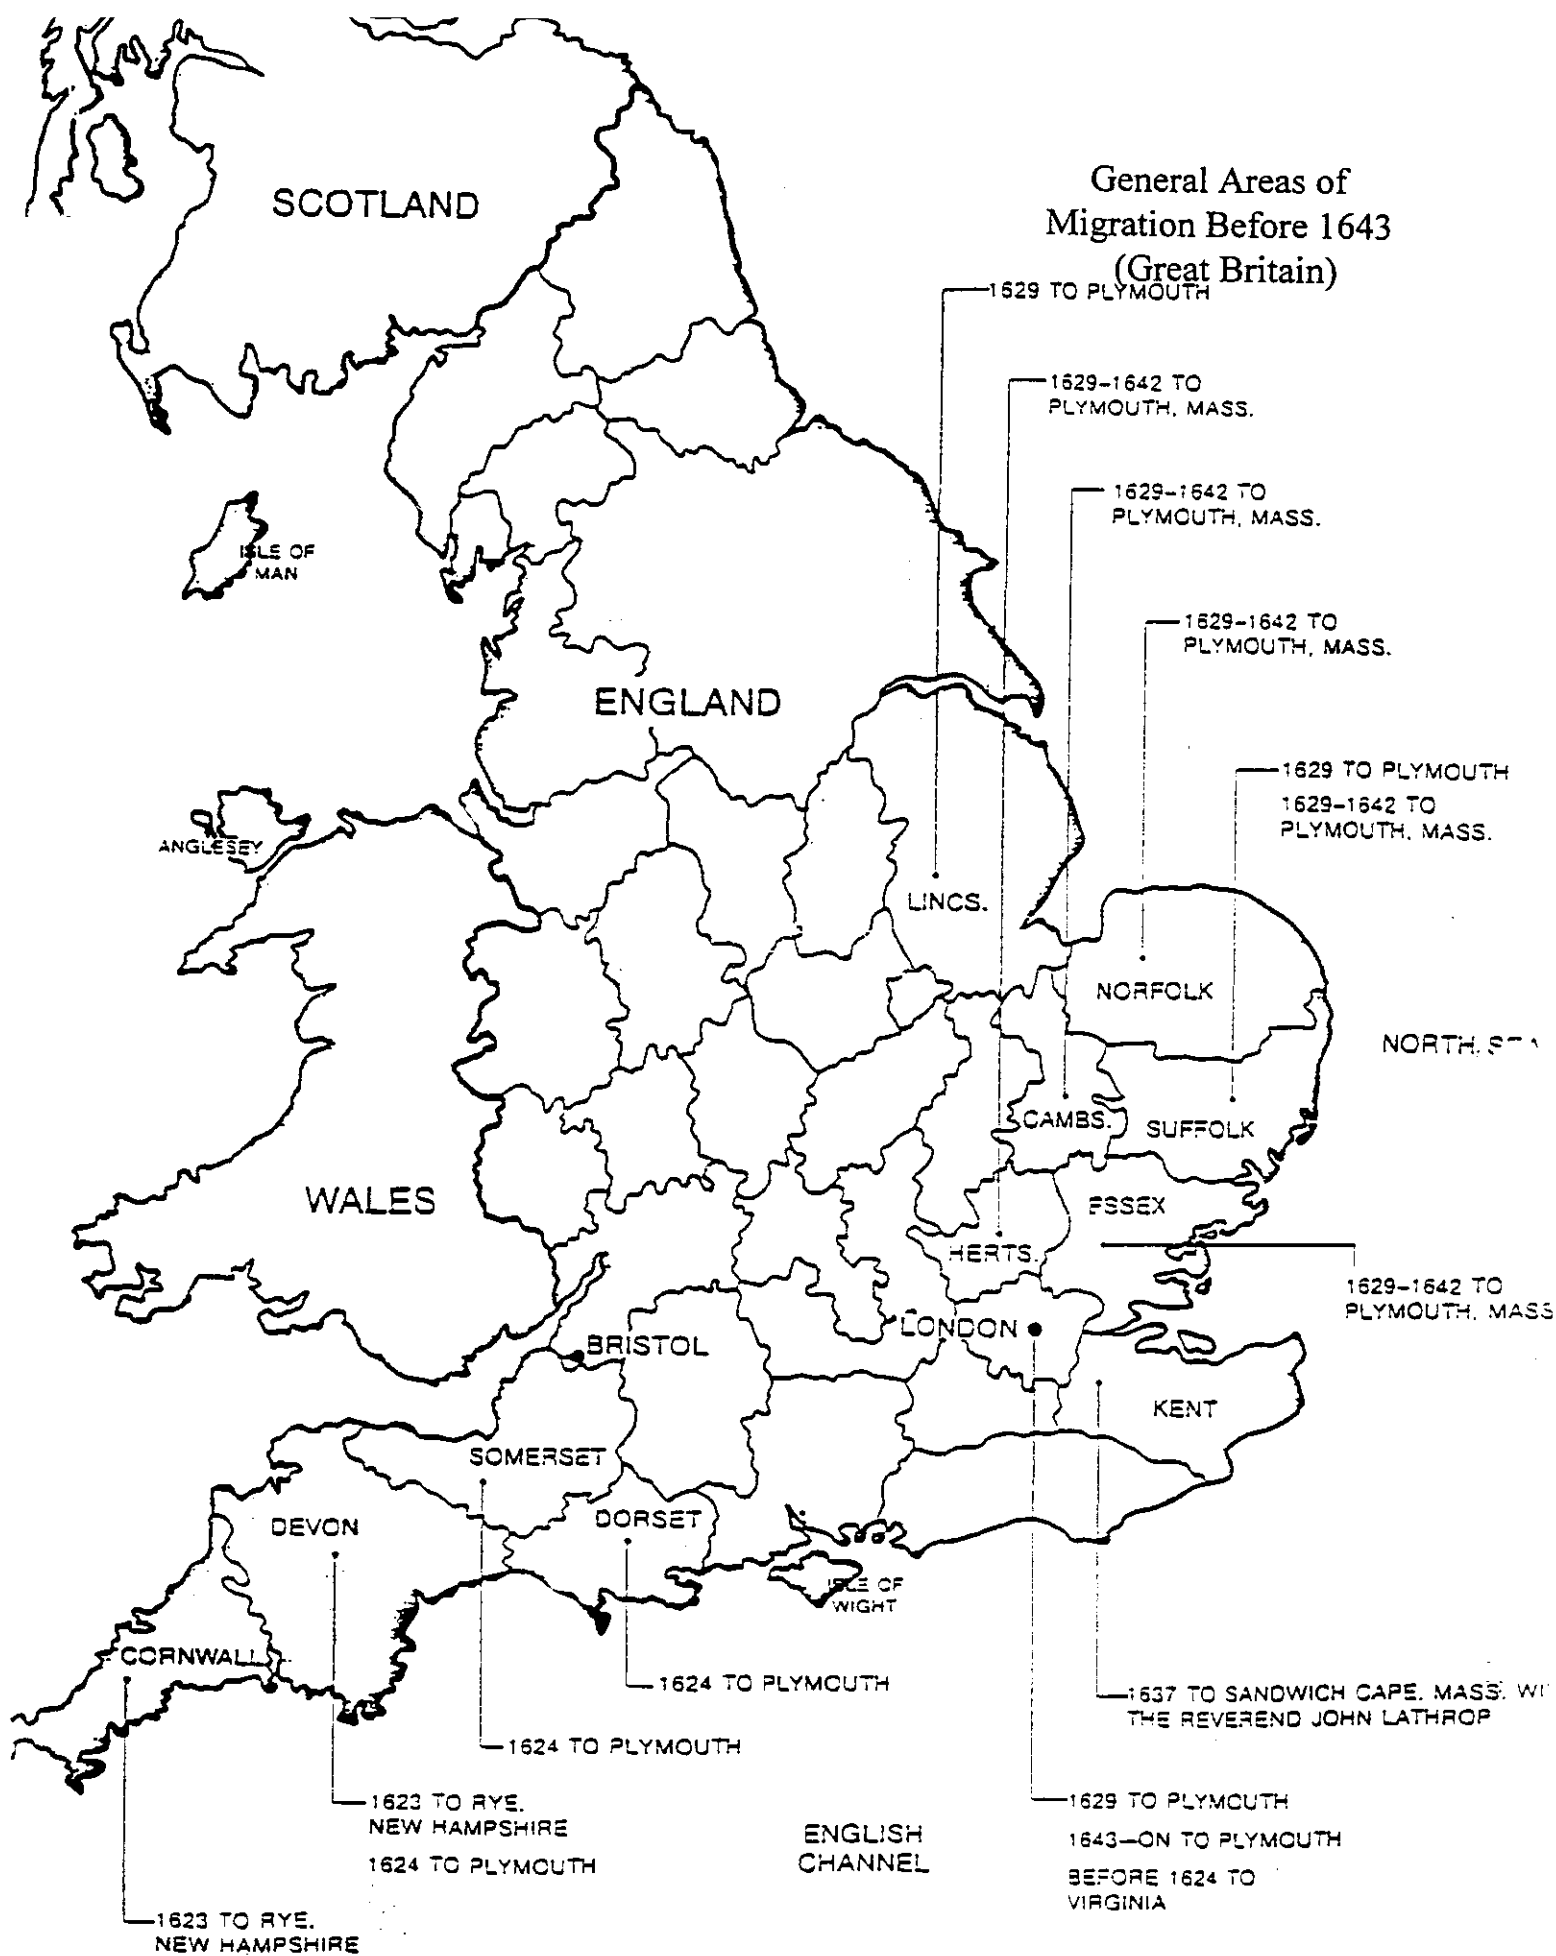 General Areas of
Migration Before 1643
(Great Britain)
SCOTLAND
1629 TO PLYMOUTH
1629-1642 TO
PLYMOUTH, MASS.
1629-1642 TO
PLYMOUTH, MASS.
ISLE OF
MAN
1629-1642 TO
PLYMOUTH, MASS.
ENGLAND
1629 TO PLYMOUTH
1629-1642 TO
PLYMOUTH, MASS.
ANGLESEY
LINCS.
NORFOLK
NORTH
CAMBS.
SUFFOLK
WALES
ESSEX
HERTS.
1629-1642 TO
PLYMOUTH, MASS
LONDON
BRISTOL
KENT
SOMERSET
DORSET
DEVON
ISLE OF
WIGHT
CORNWALL
1624 TO PLYMOUTH
1637 TO SANDWICH CAPE, MASS.
THE REVEREND JOHN LATHROP
1624 TO PLYMOUTH
1623 TO RYE,
NEW HAMPSHIRE
1624 TO PLYMOUTH
ENGLISH
CHANNEL
1629 TO PLYMOUTH
1643-ON TO PLYMOUTH
BEFORE 1624 TO
VIRGINIA
1623 TO RYE,
NEW HAMPSHIRE